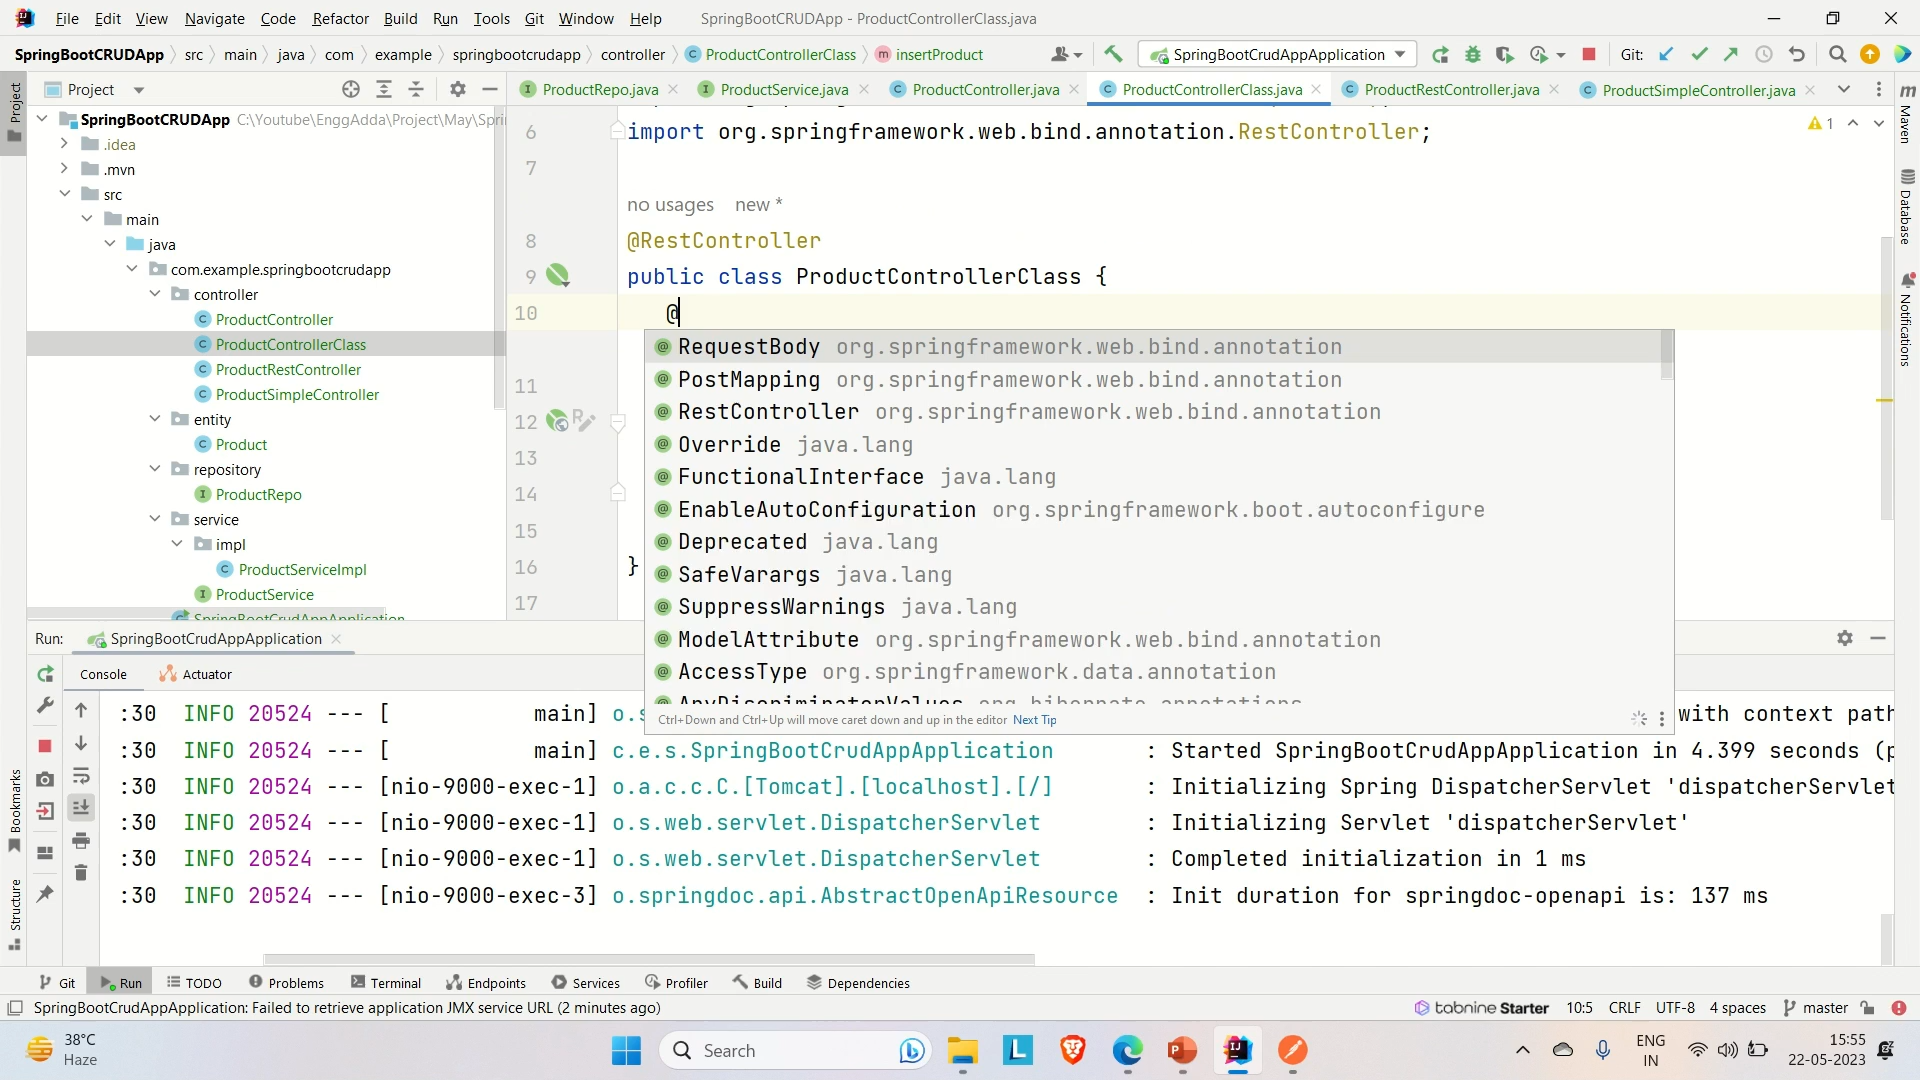 File Edit View Navigate Code Refactor Build Run Tools Git Window Help SpringBootCRUDApp - ProductControllerClass.java
SpringBootCRUDApp src main java com example springbootcrudapp controller ProductControllerClass insertProduct SpringBootCrudAppApplication Git:
Project ProductRepo.java ProductService.java ProductController.java ProductControllerClass.java ProductRestController.java ProductSimpleController.java
Project
Maven
Database
Notifications
SpringBootCRUDApp C:\Youtube\EnggAdda\Project\May\Spri
.idea
.mvn
src
main
java
com.example.springbootcrudapp
controller
ProductController
ProductControllerClass
ProductRestController
ProductSimpleController
entity
Product
repository
ProductRepo
service
impl
ProductServiceImpl
ProductService
SpringBootCrudAppApplication
6 import org.springframework.web.bind.annotation.RestController;
1
7
no usages new *
8 @RestController
9 public class ProductControllerClass {
10 @
11
12
13
14
15
16 }
17
RequestBody org.springframework.web.bind.annotation
PostMapping org.springframework.web.bind.annotation
RestController org.springframework.web.bind.annotation
Override java.lang
FunctionalInterface java.lang
EnableAutoConfiguration org.springframework.boot.autoconfigure
Deprecated java.lang
SafeVarargs java.lang
SuppressWarnings java.lang
ModelAttribute org.springframework.web.bind.annotation
AccessType org.springframework.data.annotation
AnyDiscriminatorValues org.hibernate.annotations
Ctrl+Down and Ctrl+Up will move caret down and up in the editor Next Tip
Run: SpringBootCrudAppApplication
Console Actuator
:30 INFO 20524 --- [ main] o.s with context path
:30 INFO 20524 --- [ main] c.e.s.SpringBootCrudAppApplication : Started SpringBootCrudAppApplication in 4.399 seconds (p
:30 INFO 20524 --- [nio-9000-exec-1] o.a.c.c.C.[Tomcat].[localhost].[/] : Initializing Spring DispatcherServlet 'dispatcherServlet
:30 INFO 20524 --- [nio-9000-exec-1] o.s.web.servlet.DispatcherServlet : Initializing Servlet 'dispatcherServlet'
:30 INFO 20524 --- [nio-9000-exec-1] o.s.web.servlet.DispatcherServlet : Completed initialization in 1 ms
:30 INFO 20524 --- [nio-9000-exec-3] o.springdoc.api.AbstractOpenApiResource : Init duration for springdoc-openapi is: 137 ms
Bookmarks
Structure
Git Run TODO Problems Terminal Endpoints Services Profiler Build Dependencies
SpringBootCrudAppApplication: Failed to retrieve application JMX service URL (2 minutes ago) tabnine Starter 10:5 CRLF UTF-8 4 spaces master
38°C
Haze
Search
ENG
IN
15:55
22-05-2023